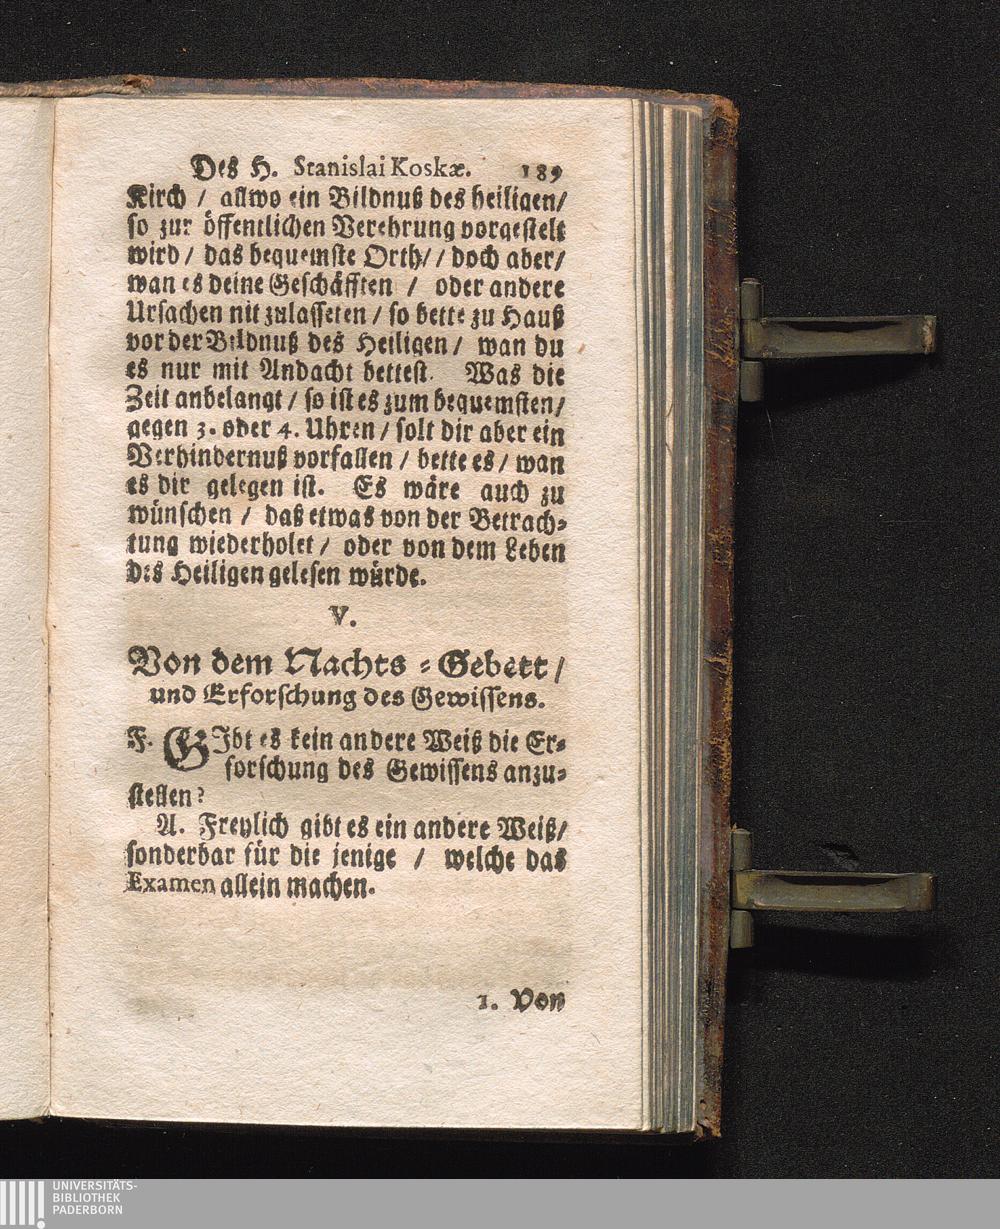 Des H. Stanislai Koskæ. 189
Kirch / allwo ein Bildnuß des heiligen/
so zur öffentlichen Verehrung vorgestelt
wird / das bequemste Orth/ / doch aber/
wan es deine Geschäfften / oder andere
Ursachen nit zulasseten / so bette zu Hauß
vor der Bildnuß des Heiligen / wan du
es nur mit Andacht bettest. Was die
Zeit anbelangt / so ist es zum bequemsten/
gegen 3. oder 4. Uhren / solt dir aber ein
Verhindernuß vorfallen / bette es / wan
es dir gelegen ist. Es wäre auch zu
wünschen / daß etwas von der Betrach-
tung wiederholet / oder von dem Leben
des Heiligen gelesen würde.
V.
Von dem Nachts-Gebett /
und Erforschung des Gewissens.
F. GIbt es kein andere Weiß die Er-
forschung des Gewissens anzu-
stellen?
A. Freylich gibt es ein andere Weiß/
sonderbar für die jenige / welche das
Examen allein machen.
1. Von
UNIVERSITÄTS-
BIBLIOTHEK
PADERBORN